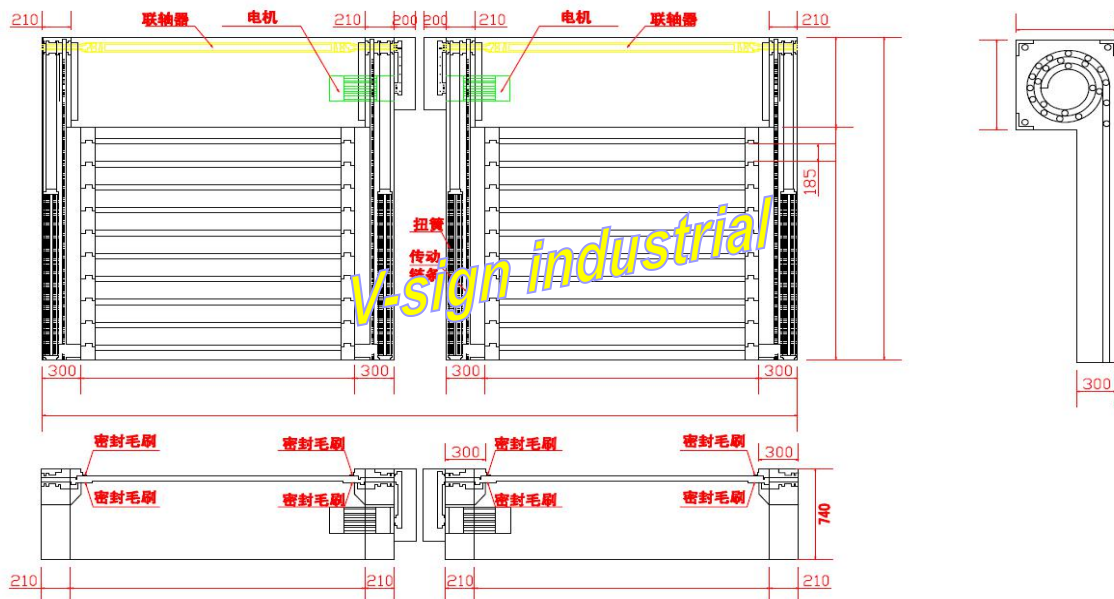 210 联轴器 电机 210 200 200 210 电机 联轴器 210
185
扭簧
传动
链条
V-sign industrial
300 300 300 300 300
密封毛刷 密封毛刷 300 密封毛刷 密封毛刷 300
密封毛刷 密封毛刷 密封毛刷 密封毛刷
740
210 210 210 210